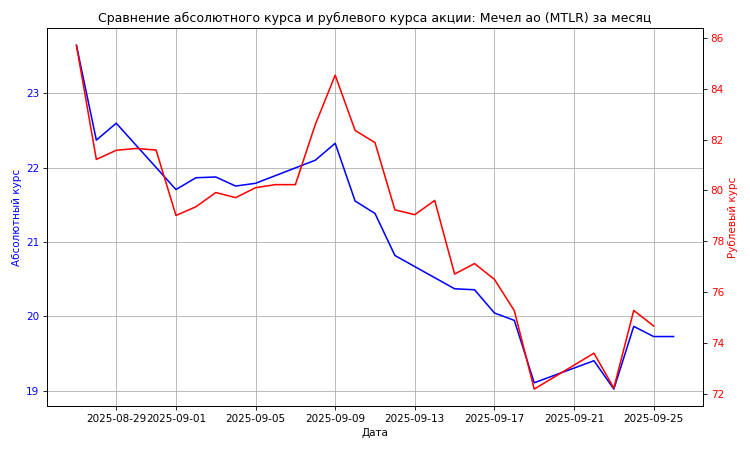 Сравнение абсолютного курса и рублевого курса акции: Мечел ао (MTLR) за месяц
Абсолютный курс
23
22
21
20
19
86
84
82
80
78
76
74
72
Рублевый курс
2025-08-29 2025-09-01 2025-09-05 2025-09-09 2025-09-13 2025-09-17 2025-09-21 2025-09-25
Дата